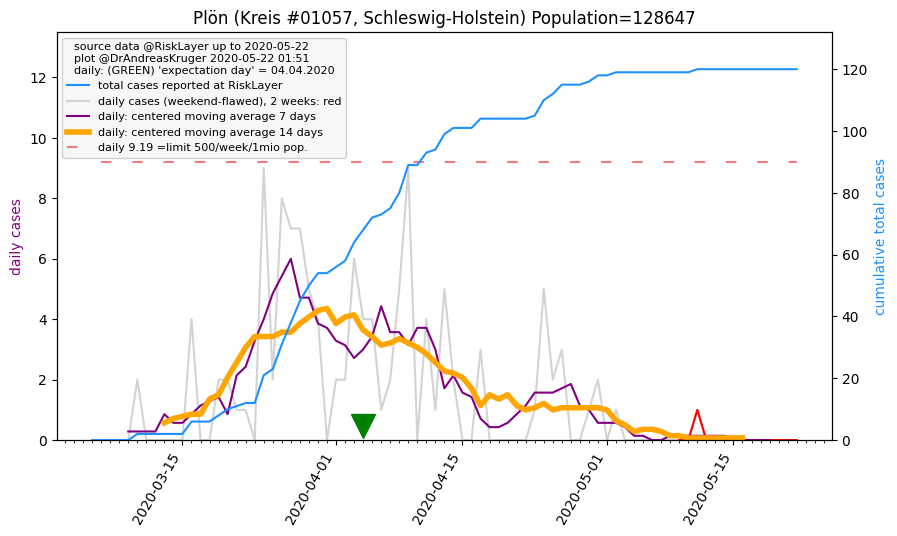 Plön (Kreis #01057, Schleswig-Holstein) Population=128647
source data @RiskLayer up to 2020-05-22
plot @DrAndreasKruger 2020-05-22 01:51
daily: (GREEN) 'expectation day' = 04.04.2020
total cases reported at RiskLayer
daily cases (weekend-flawed), 2 weeks: red
daily: centered moving average 7 days
daily: centered moving average 14 days
daily 9.19 =limit 500/week/1mio pop.
daily cases
12
10
8
6
4
2
0
120
100
80
60
40
20
0
cumulative total cases
2020-03-15
2020-04-01
2020-04-15
2020-05-01
2020-05-15